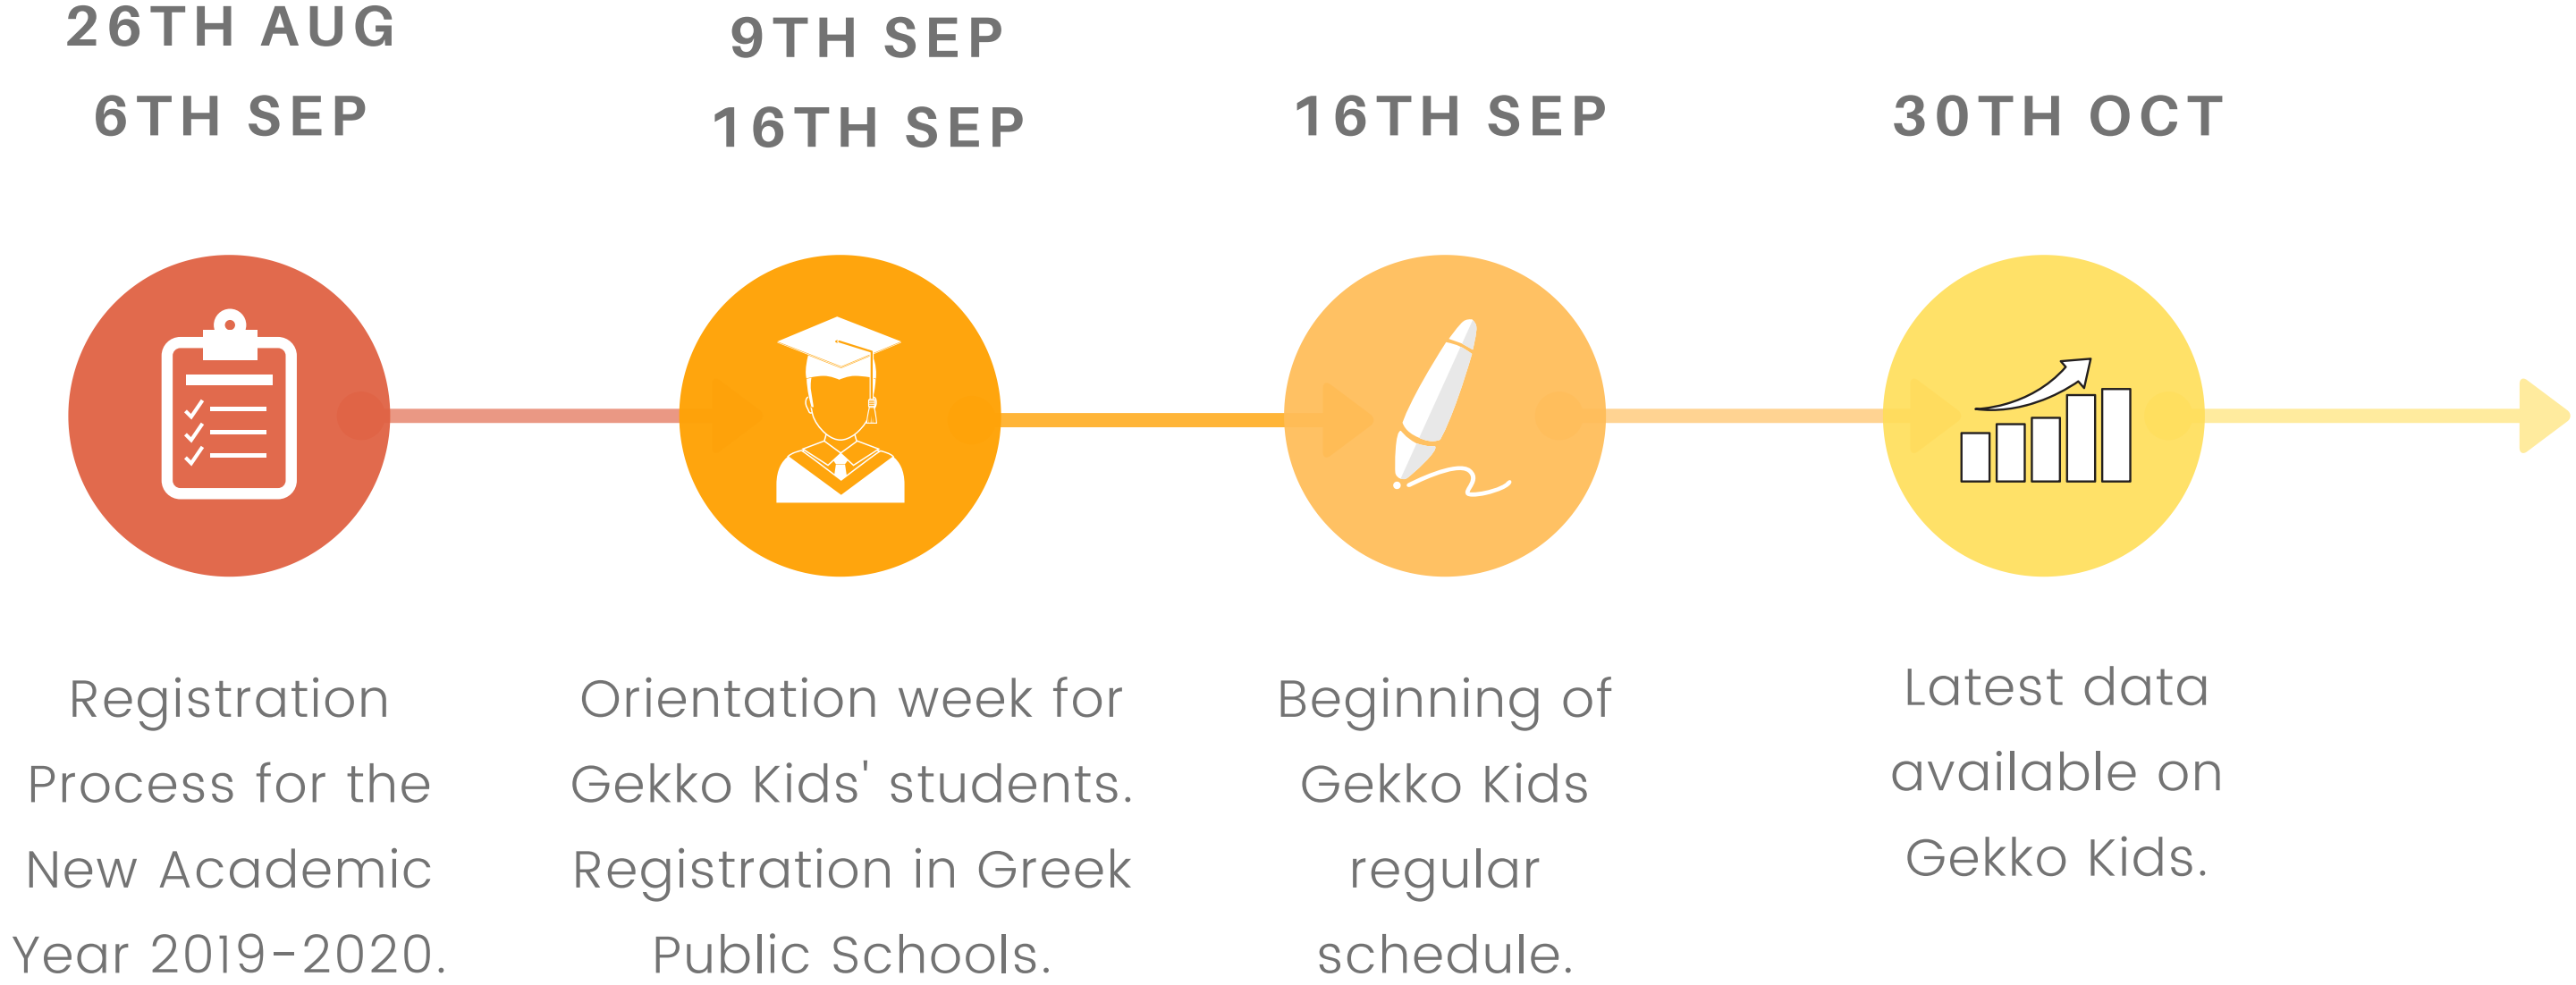 26TH AUG
6TH SEP
9TH SEP
16TH SEP
16TH SEP
30TH OCT
Registration
Process for the
New Academic
Year 2019-2020.
Orientation week for
Gekko Kids' students.
Registration in Greek
Public Schools.
Beginning of
Gekko Kids
regular
schedule.
Latest data
available on
Gekko Kids.